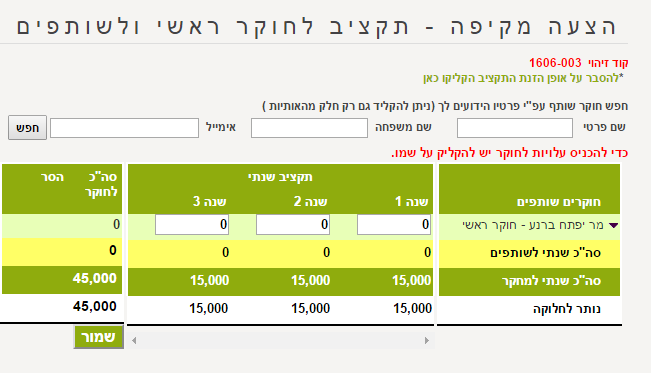 הצעה מקיפה - תקציב לחוקר ראשי ולשותפים
קוד זיהוי 1606-003
*להסבר על אופן הזנת התקציב הקליקו כאן
חפש חוקר שותף עפ"י פרטיו הידועים לך (ניתן להקליד גם רק חלק מהאותיות )
שם פרטי שם משפחה אימייל חפש
כדי להכניס עלויות לחוקר יש להקליק על שמו.
חוקרים שותפים תקציב שנתי סה"כ לחוקר הסר
שנה 1 שנה 2 שנה 3
מר יפתח ברנע - חוקר ראשי 0 0 0 0
סה"כ שנתי לשותפים 0 0 0 0
סה"כ שנתי למחקר 15,000 15,000 15,000 45,000
נותר לחלוקה 15,000 15,000 15,000 45,000
שמור